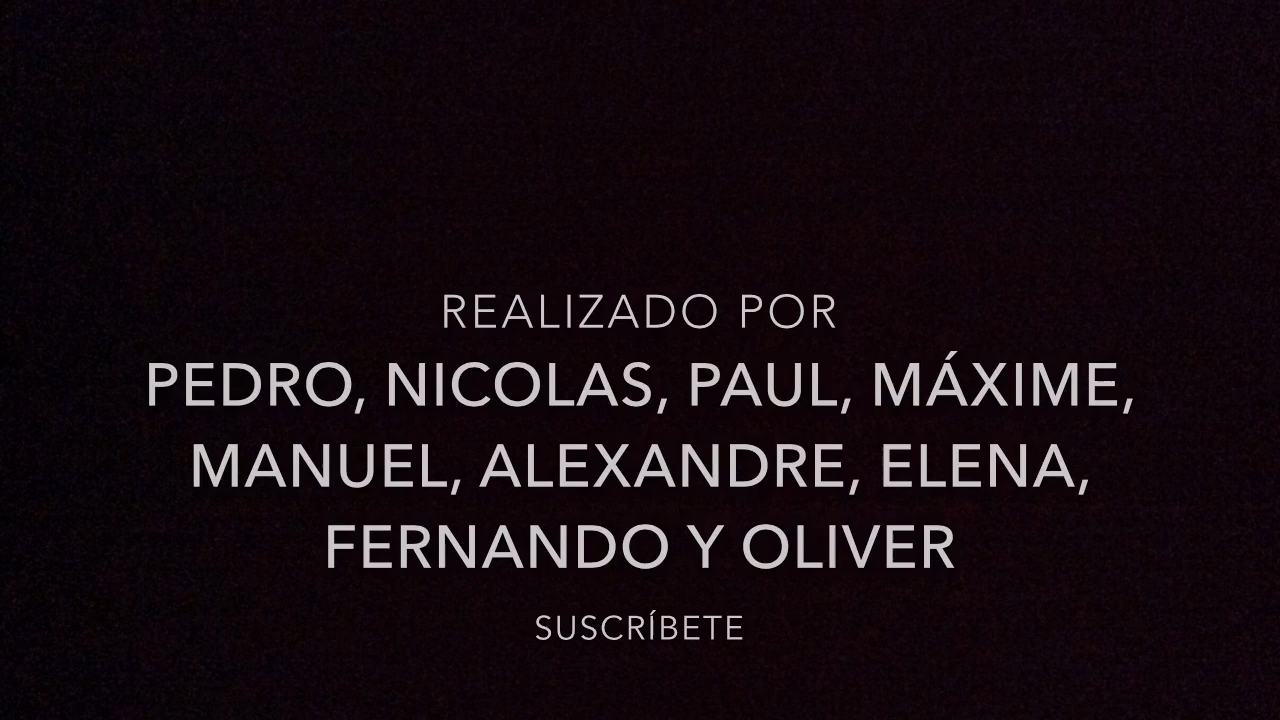 REALIZADO POR
PEDRO, NICOLAS, PAUL, MÁXIME,
MANUEL, ALEXANDRE, ELENA,
FERNANDO Y OLIVER
SUSCRÍBETE